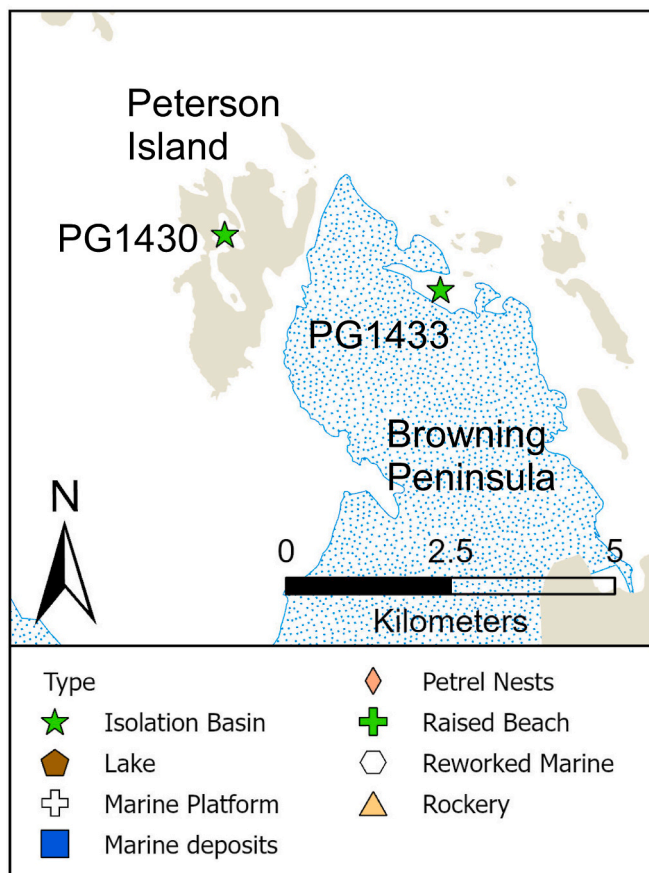 Peterson
Island
PG1430
PG1433
Browning
Peninsula
N
0 2.5 5
Kilometers
Type
Isolation Basin
Lake
Marine Platform
Marine deposits
Petrel Nests
Raised Beach
Reworked Marine
Rockery